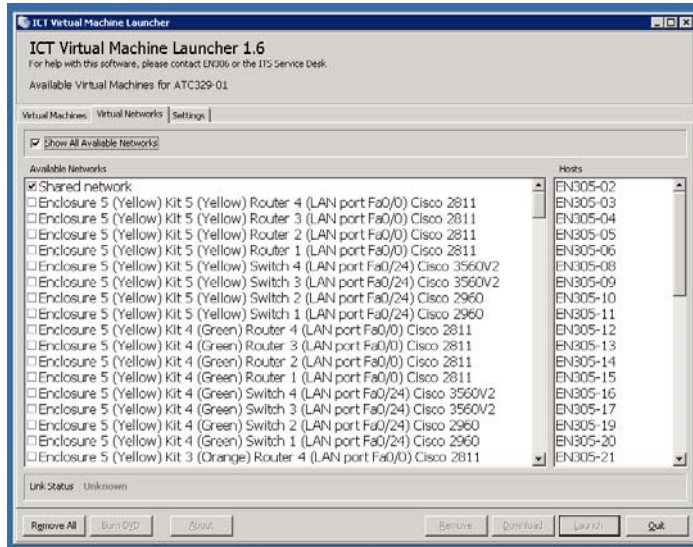 ICT Virtual Machine Launcher
ICT Virtual Machine Launcher 1.6
For help with this software, please contact EN306 or the ITS Service Desk.
Available Virtual Machines for ATC329-01
Virtual Machines Virtual Networks Settings
Show All Avaliable Networks
Available Networks
Shared network
Enclosure 5 (Yellow) Kit 5 (Yellow) Router 4 (LAN port Fa0/0) Cisco 2811
Enclosure 5 (Yellow) Kit 5 (Yellow) Router 3 (LAN port Fa0/0) Cisco 2811
Enclosure 5 (Yellow) Kit 5 (Yellow) Router 2 (LAN port Fa0/0) Cisco 2811
Enclosure 5 (Yellow) Kit 5 (Yellow) Router 1 (LAN port Fa0/0) Cisco 2811
Enclosure 5 (Yellow) Kit 5 (Yellow) Switch 4 (LAN port Fa0/24) Cisco 3560V2
Enclosure 5 (Yellow) Kit 5 (Yellow) Switch 3 (LAN port Fa0/24) Cisco 3560V2
Enclosure 5 (Yellow) Kit 5 (Yellow) Switch 2 (LAN port Fa0/24) Cisco 2960
Enclosure 5 (Yellow) Kit 5 (Yellow) Switch 1 (LAN port Fa0/24) Cisco 2960
Enclosure 5 (Yellow) Kit 4 (Green) Router 4 (LAN port Fa0/0) Cisco 2811
Enclosure 5 (Yellow) Kit 4 (Green) Router 3 (LAN port Fa0/0) Cisco 2811
Enclosure 5 (Yellow) Kit 4 (Green) Router 2 (LAN port Fa0/0) Cisco 2811
Enclosure 5 (Yellow) Kit 4 (Green) Router 1 (LAN port Fa0/0) Cisco 2811
Enclosure 5 (Yellow) Kit 4 (Green) Switch 4 (LAN port Fa0/24) Cisco 3560V2
Enclosure 5 (Yellow) Kit 4 (Green) Switch 3 (LAN port Fa0/24) Cisco 3560V2
Enclosure 5 (Yellow) Kit 4 (Green) Switch 2 (LAN port Fa0/24) Cisco 2960
Enclosure 5 (Yellow) Kit 4 (Green) Switch 1 (LAN port Fa0/24) Cisco 2960
Enclosure 5 (Yellow) Kit 3 (Orange) Router 4 (LAN port Fa0/0) Cisco 2811
Hosts
EN305-02
EN305-03
EN305-04
EN305-05
EN305-06
EN305-08
EN305-09
EN305-10
EN305-11
EN305-12
EN305-13
EN305-14
EN305-15
EN305-16
EN305-17
EN305-19
EN305-20
EN305-21
Link Status Unknown
Remove All Burn DVD About Remove Download Launch Quit